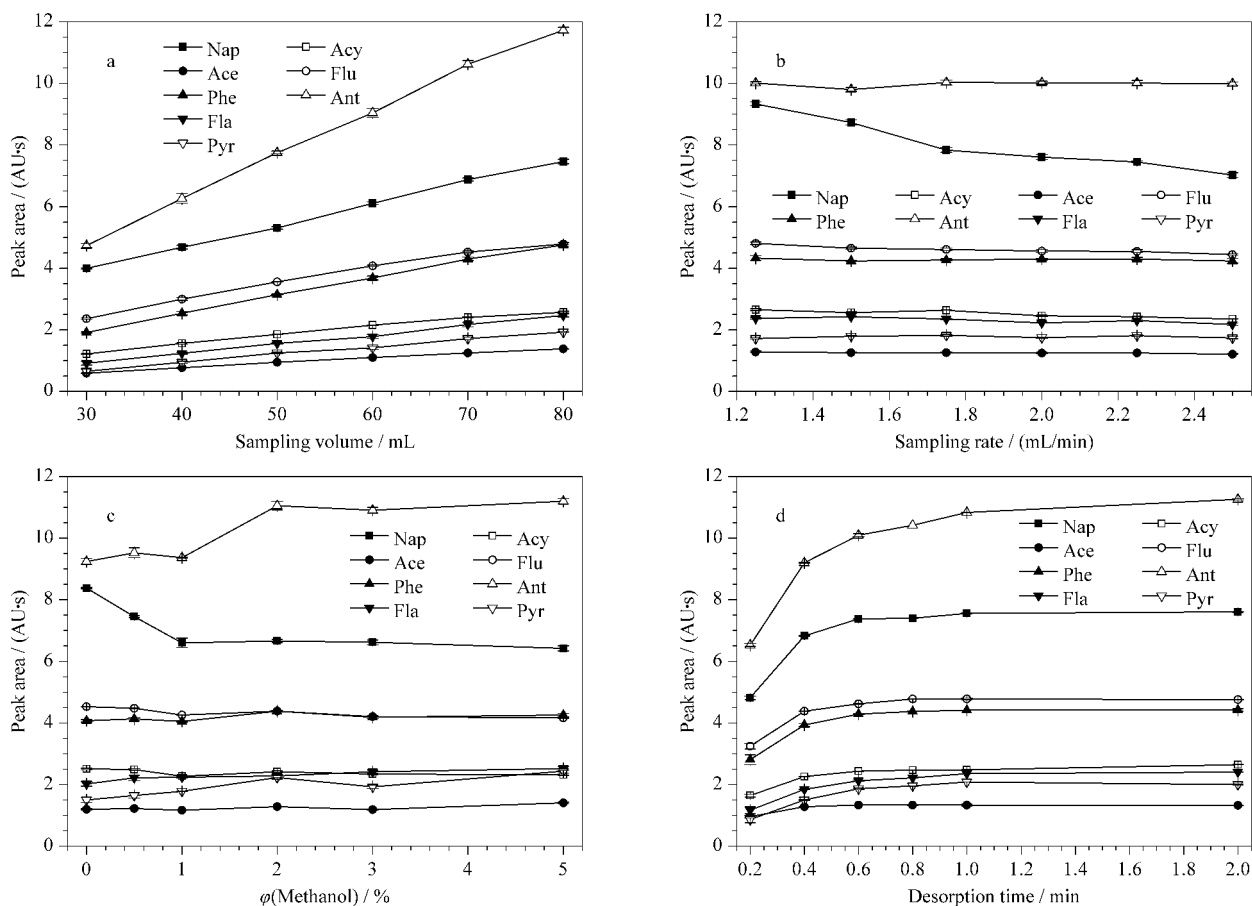 a
Nap Acy
Ace Flu
Phe Ant
Fla
Pyr
Peak area / (AU•s)
12
10
8
6
4
2
0
30 40 50 60 70 80
Sampling volume / mL
b
Nap Acy Ace Flu
Phe Ant Fla Pyr
Peak area / (AU•s)
12
10
8
6
4
2
0
1.2 1.4 1.6 1.8 2.0 2.2 2.4
Sampling rate / (mL/min)
c
Nap Acy
Ace Flu
Phe Ant
Fla Pyr
Peak area / (AU•s)
12
10
8
6
4
2
0
0 1 2 3 4 5
φ(Methanol) / %
d
Nap Acy
Ace Flu
Phe Ant
Fla Pyr
Peak area / (AU•s)
12
10
8
6
4
2
0
0.2 0.4 0.6 0.8 1.0 1.2 1.4 1.6 1.8 2.0
Desorption time / min